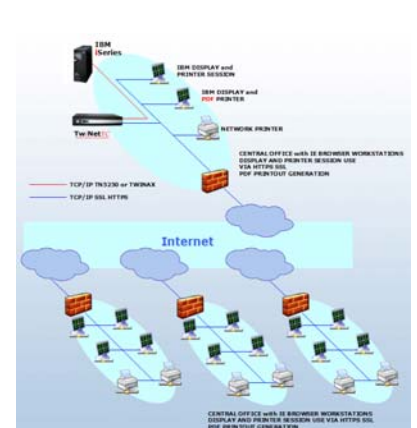 IBM
iSeries
IBM DISPLAY and
PRINTER SESSION
IBM DISPLAY and
PDF PRINTER
Tw-NetTC
NETWORK PRINTER
CENTRAL OFFICE with IE BROWSER WORKSTATIONS
DISPLAY AND PRINTER SESSION USE
VIA HTTPS SSL
PDF PRINTOUT GENERATION
TCP/IP TN5250 or TWINAX
TCP/IP SSL HTTPS
Internet
CENTRAL OFFICE with IE BROWSER WORKSTATIONS
DISPLAY AND PRINTER SESSION USE VIA HTTPS SSL
PDF PRINTOUT GENERATION